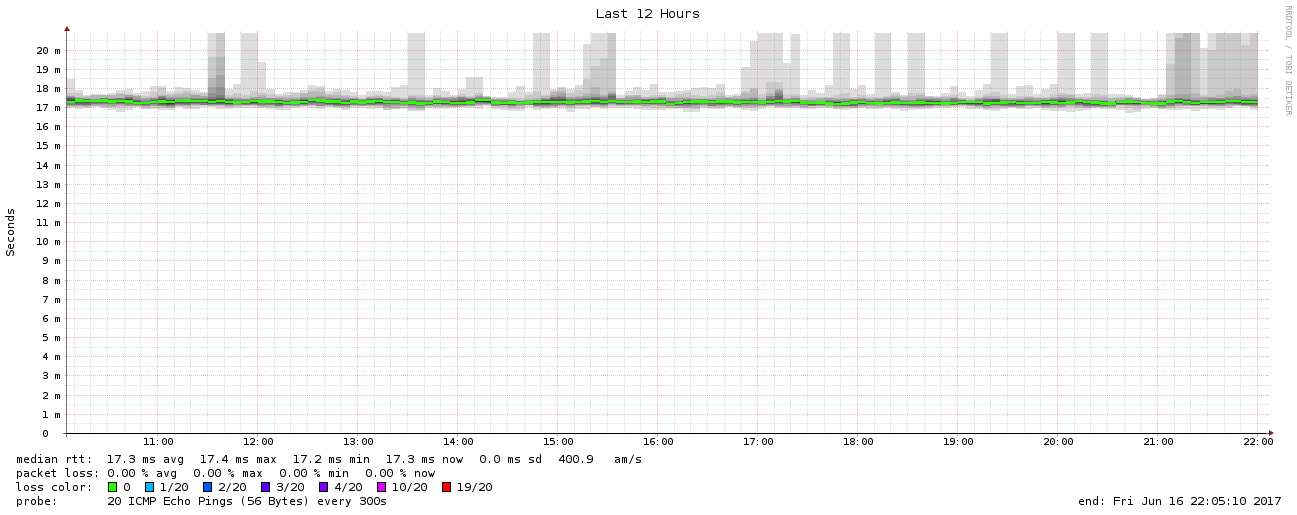 Last 12 Hours
RRDTOOL / TOBI OETIKER
Seconds
20 m
19 m
18 m
17 m
16 m
15 m
14 m
13 m
12 m
11 m
10 m
9 m
8 m
7 m
6 m
5 m
4 m
3 m
2 m
1 m
0
11:00 12:00 13:00 14:00 15:00 16:00 17:00 18:00 19:00 20:00 21:00 22:00
median rtt: 17.3 ms avg 17.4 ms max 17.2 ms min 17.3 ms now 0.0 ms sd 400.9 am/s
packet loss: 0.00 % avg 0.00 % max 0.00 % min 0.00 % now
loss color: 0 1/20 2/20 3/20 4/20 10/20 19/20
probe: 20 ICMP Echo Pings (56 Bytes) every 300s end: Fri Jun 16 22:05:10 2017